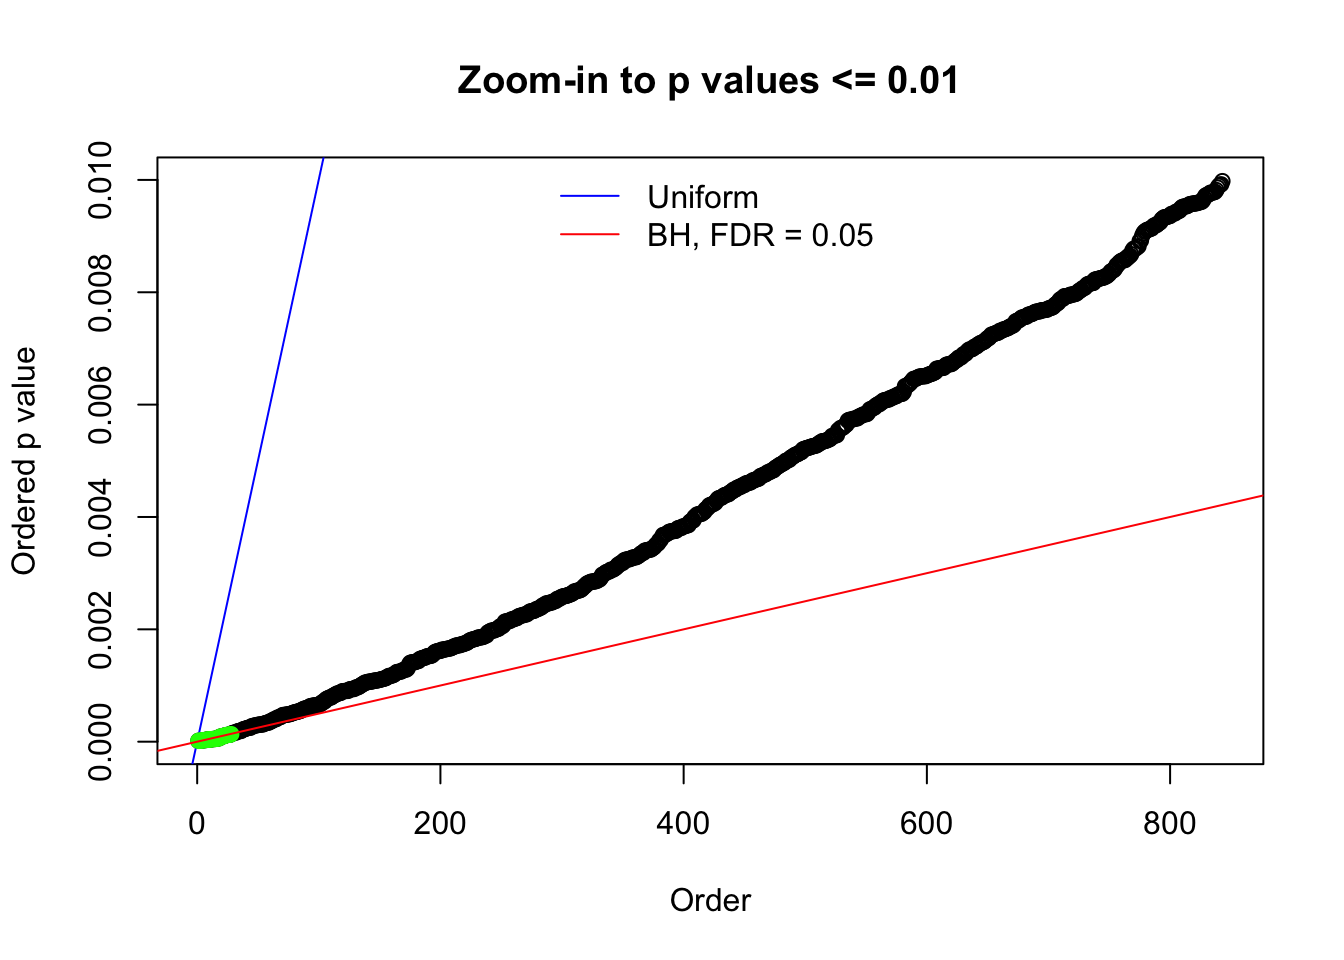 Zoom-in to p values <= 0.01
Uniform
BH, FDR = 0.05
Ordered p value
0.010
0.008
0.006
0.004
0.002
0.000
0 200 400 600 800
Order